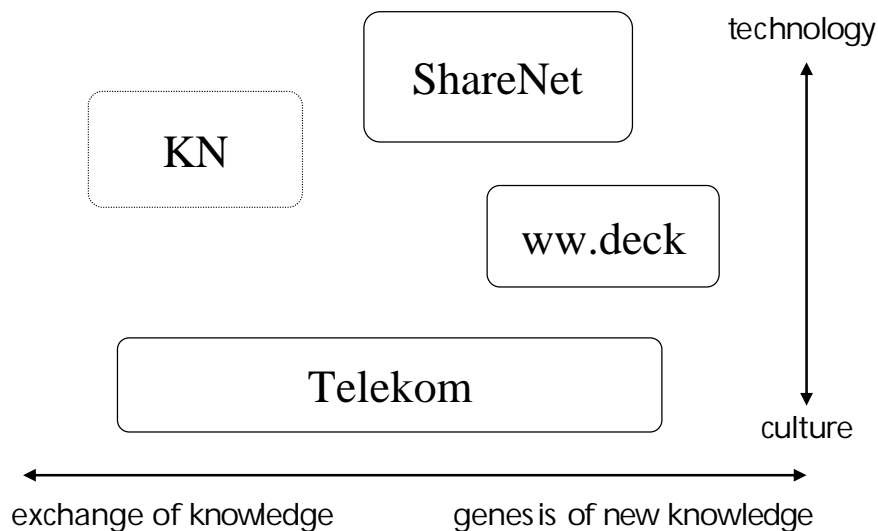 technology
ShareNet
KN
ww.deck
Telekom
culture
exchange of knowledge
genesis of new knowledge